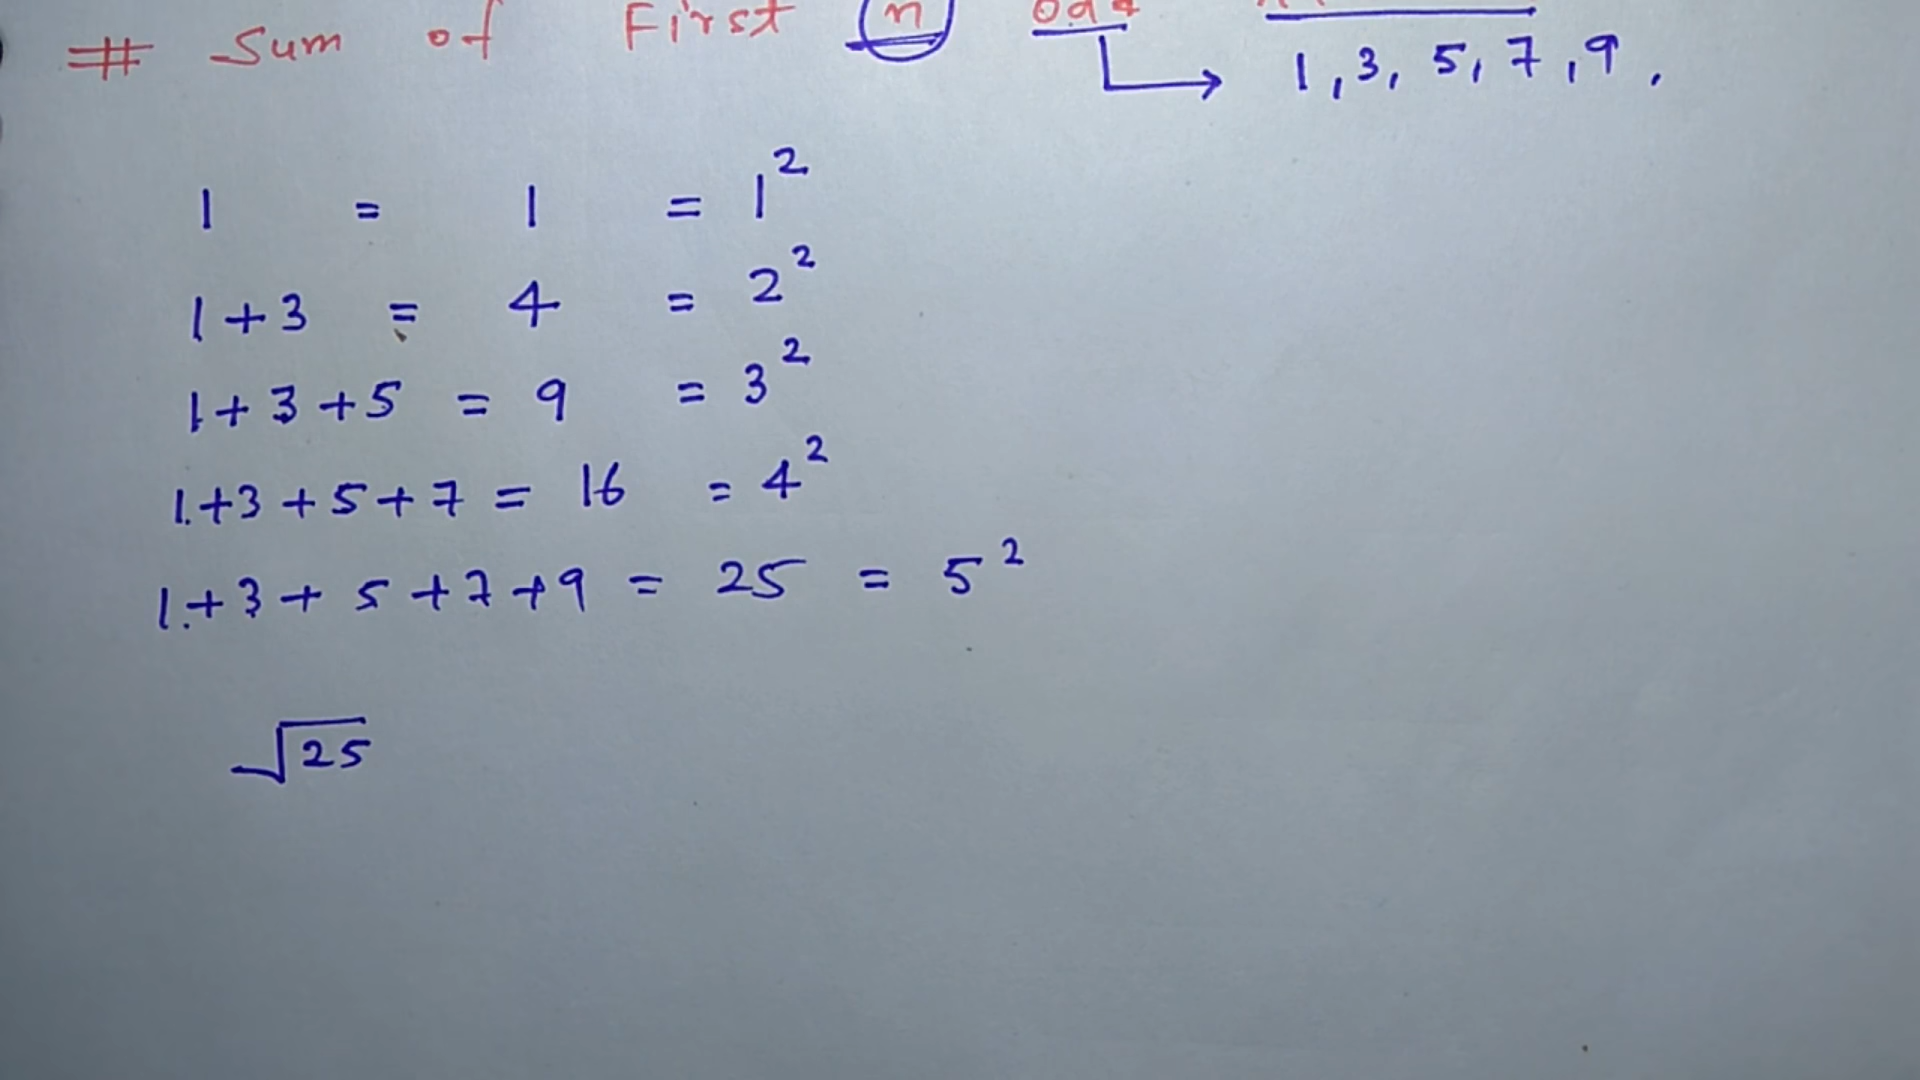 # Sum of First n odd
1, 3, 5, 7, 9,
1 = 1 = 1²
1 + 3 = 4 = 2²
1 + 3 + 5 = 9 = 3²
1 + 3 + 5 + 7 = 16 = 4²
1 + 3 + 5 + 7 + 9 = 25 = 5²
√25